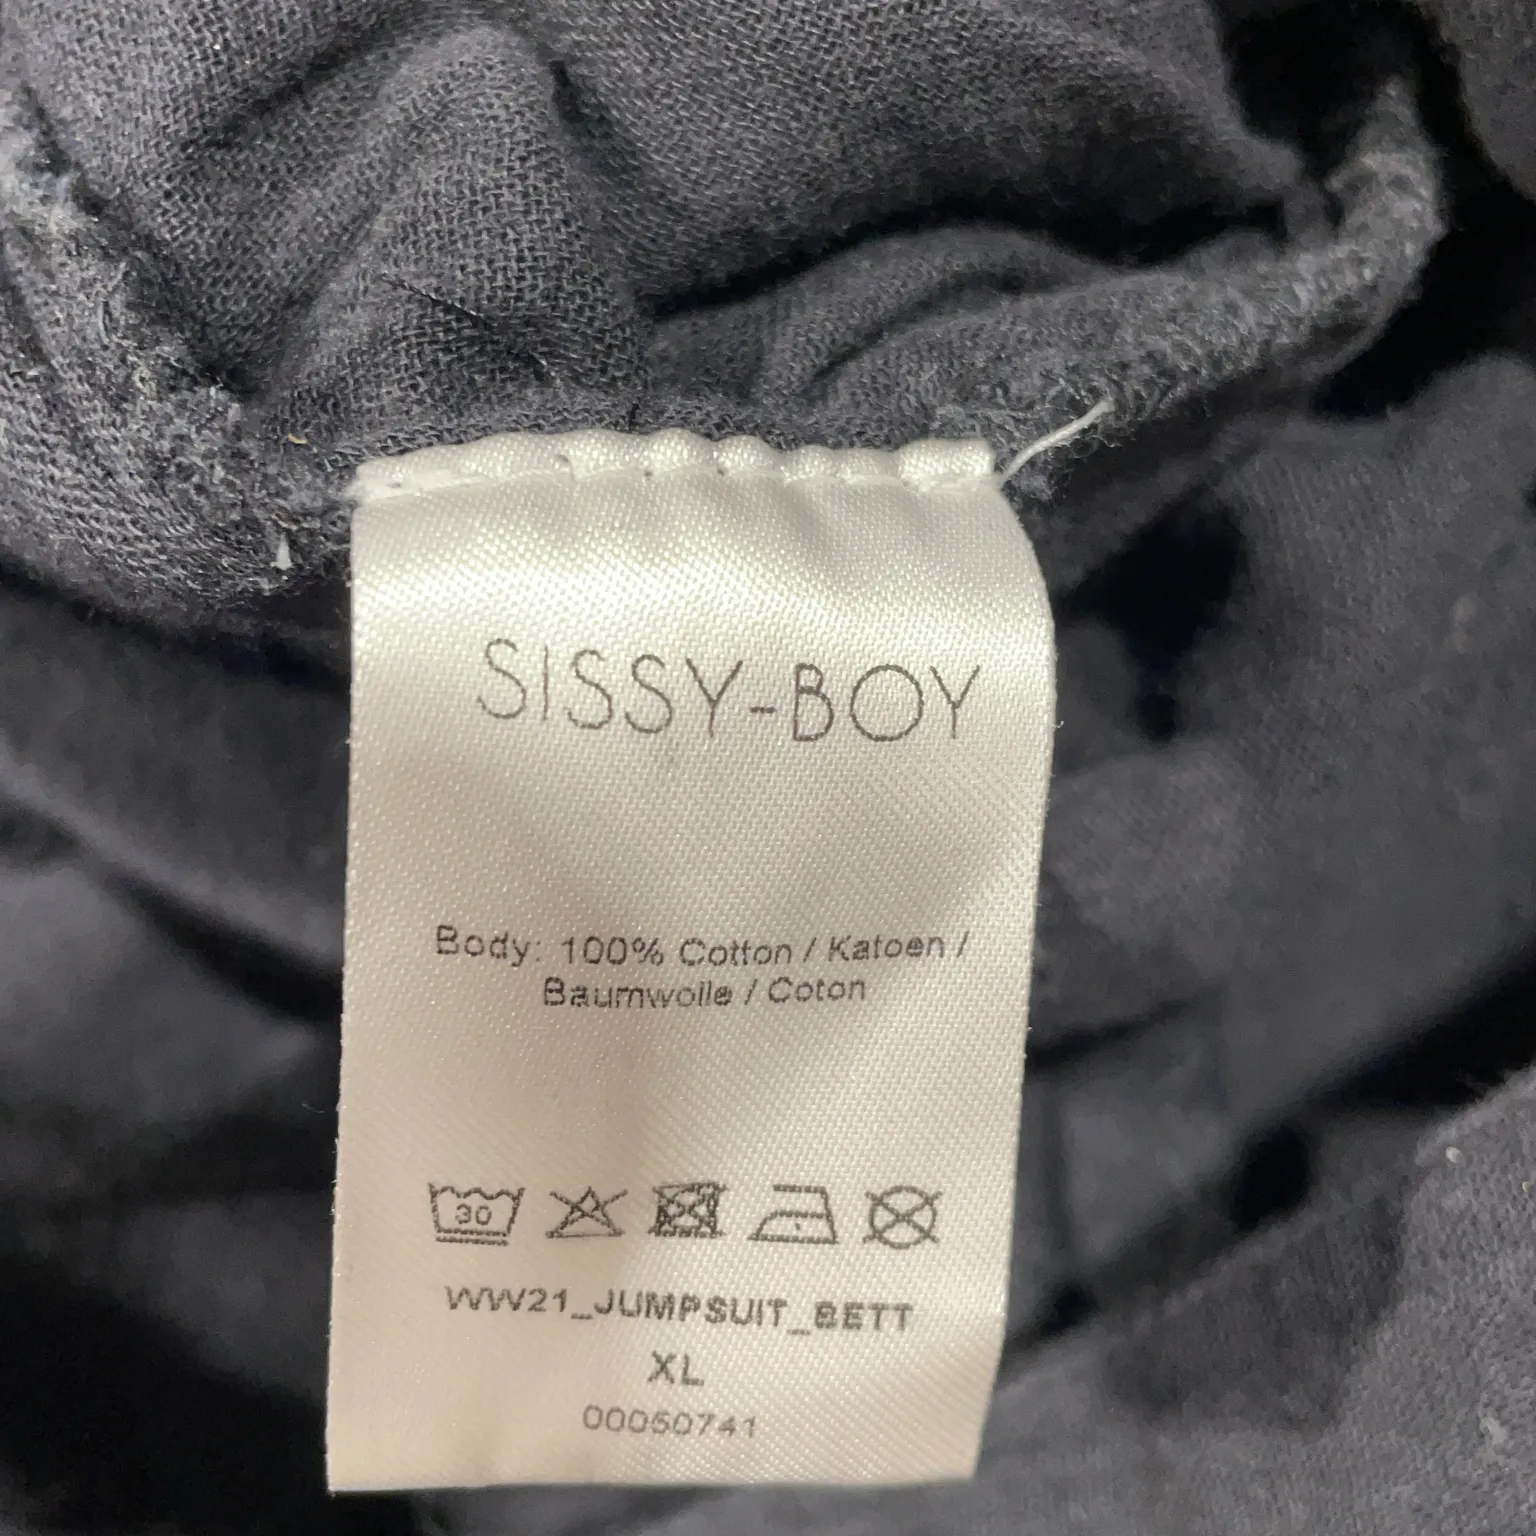 SISSY-BOY
Body: 100% Cotton / Katoen /
Baumwolle / Coton
30
WW21_JUMPSUIT_BETT
XL
00050741